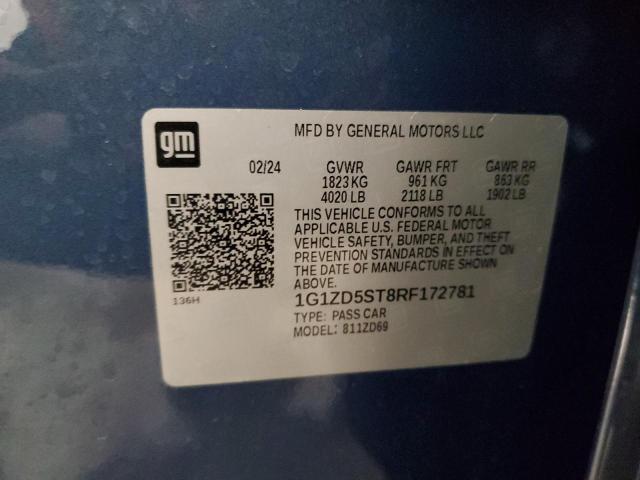 gm
MFD BY GENERAL MOTORS LLC
02/24 GVWR GAWR FRT GAWR RR
1823 KG 961 KG 863 KG
4020 LB 2118 LB 1902 LB
THIS VEHICLE CONFORMS TO ALL
APPLICABLE U.S. FEDERAL MOTOR
VEHICLE SAFETY, BUMPER, AND THEFT
PREVENTION STANDARDS IN EFFECT ON
THE DATE OF MANUFACTURE SHOWN
ABOVE.
136H
1G1ZD5ST8RF172781
TYPE: PASS CAR
MODEL: 811ZD69